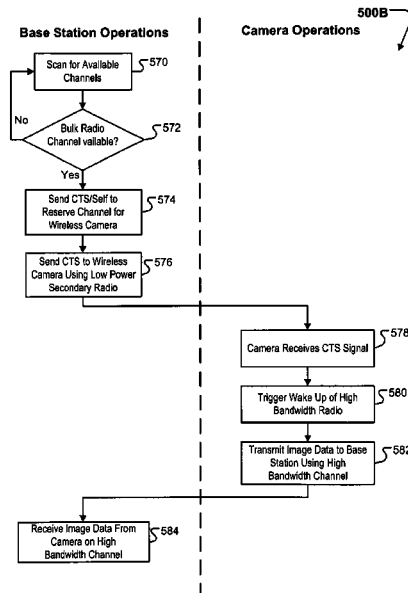 500B
Base Station Operations
Camera Operations
Scan for Available
Channels
570
No
Bulk Radio
Channel vailable?
572
Yes
Send CTS/Self to
Reserve Channel for
Wireless Camera
574
Send CTS to Wireless
Camera Using Low Power
Secondary Radio
576
Camera Receives CTS Signal
578
Trigger Wake Up of High
Bandwidth Radio
580
Transmit Image Data to Base
Station Using High
Bandwidth Channel
582
Receive Image Data From
Camera on High
Bandwidth Channel
584